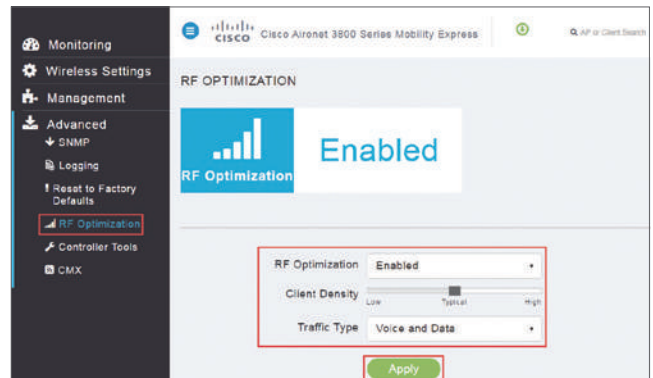 Monitoring
Wireless Settings
Management
Advanced
SNMP
Logging
Reset to Factory
Defaults
RF Optimization
Controller Tools
CMX
CISCO
Cisco Aironet 3800 Series Mobility Express
AP or Client Search
RF OPTIMIZATION
RF Optimization
Enabled
RF Optimization Enabled
Client Density
Low Typical High
Traffic Type Voice and Data
Apply